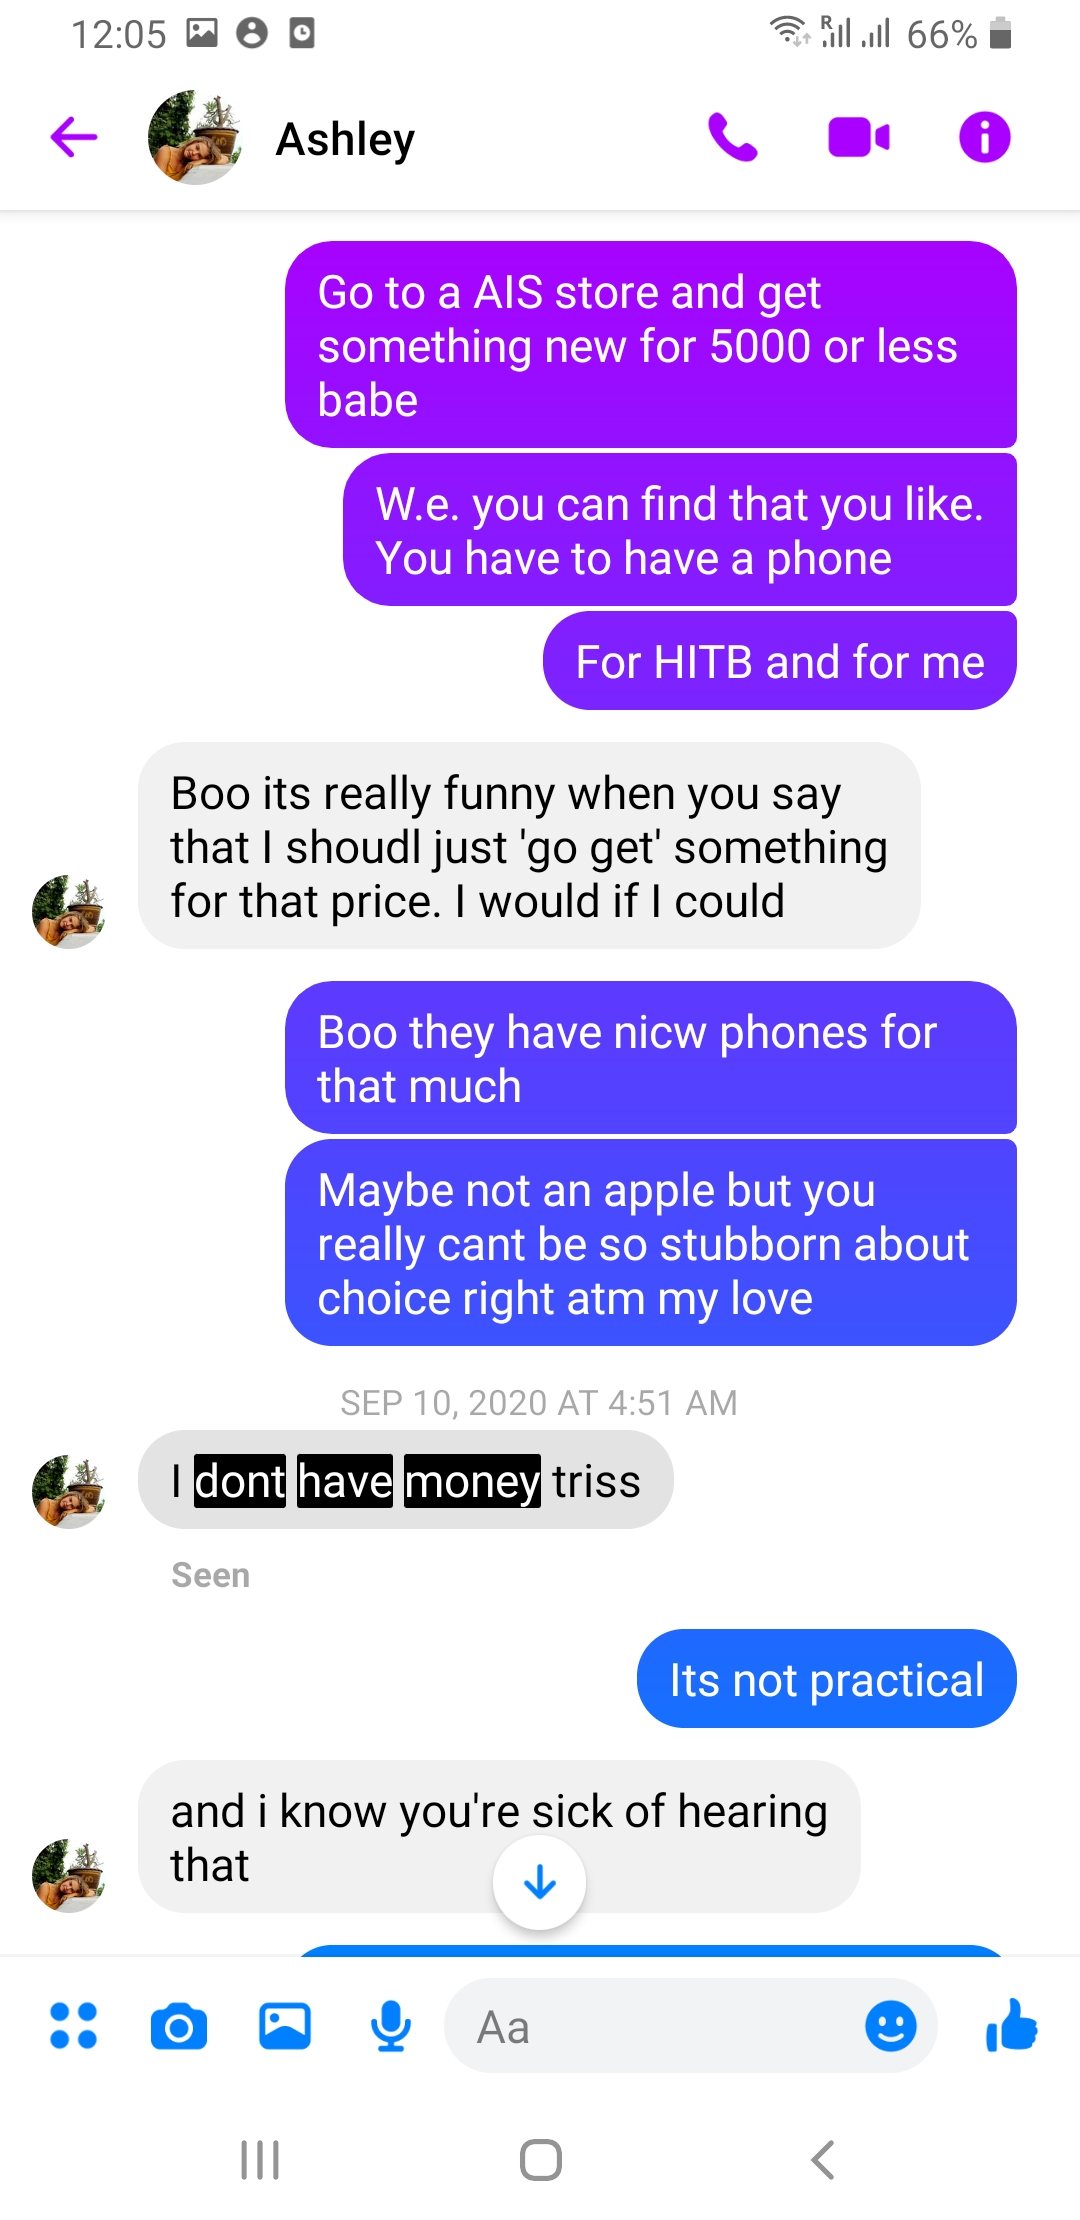 12:05
R 66%
Ashley
Go to a AIS store and get
something new for 5000 or less
babe
W.e. you can find that you like.
You have to have a phone
For HITB and for me
Boo its really funny when you say
that I shoudl just 'go get' something
for that price. I would if I could
Boo they have nicw phones for
that much
Maybe not an apple but you
really cant be so stubborn about
choice right atm my love
SEP 10, 2020 AT 4:51 AM
I dont have money triss
Seen
Its not practical
and i know you're sick of hearing
that
Aa